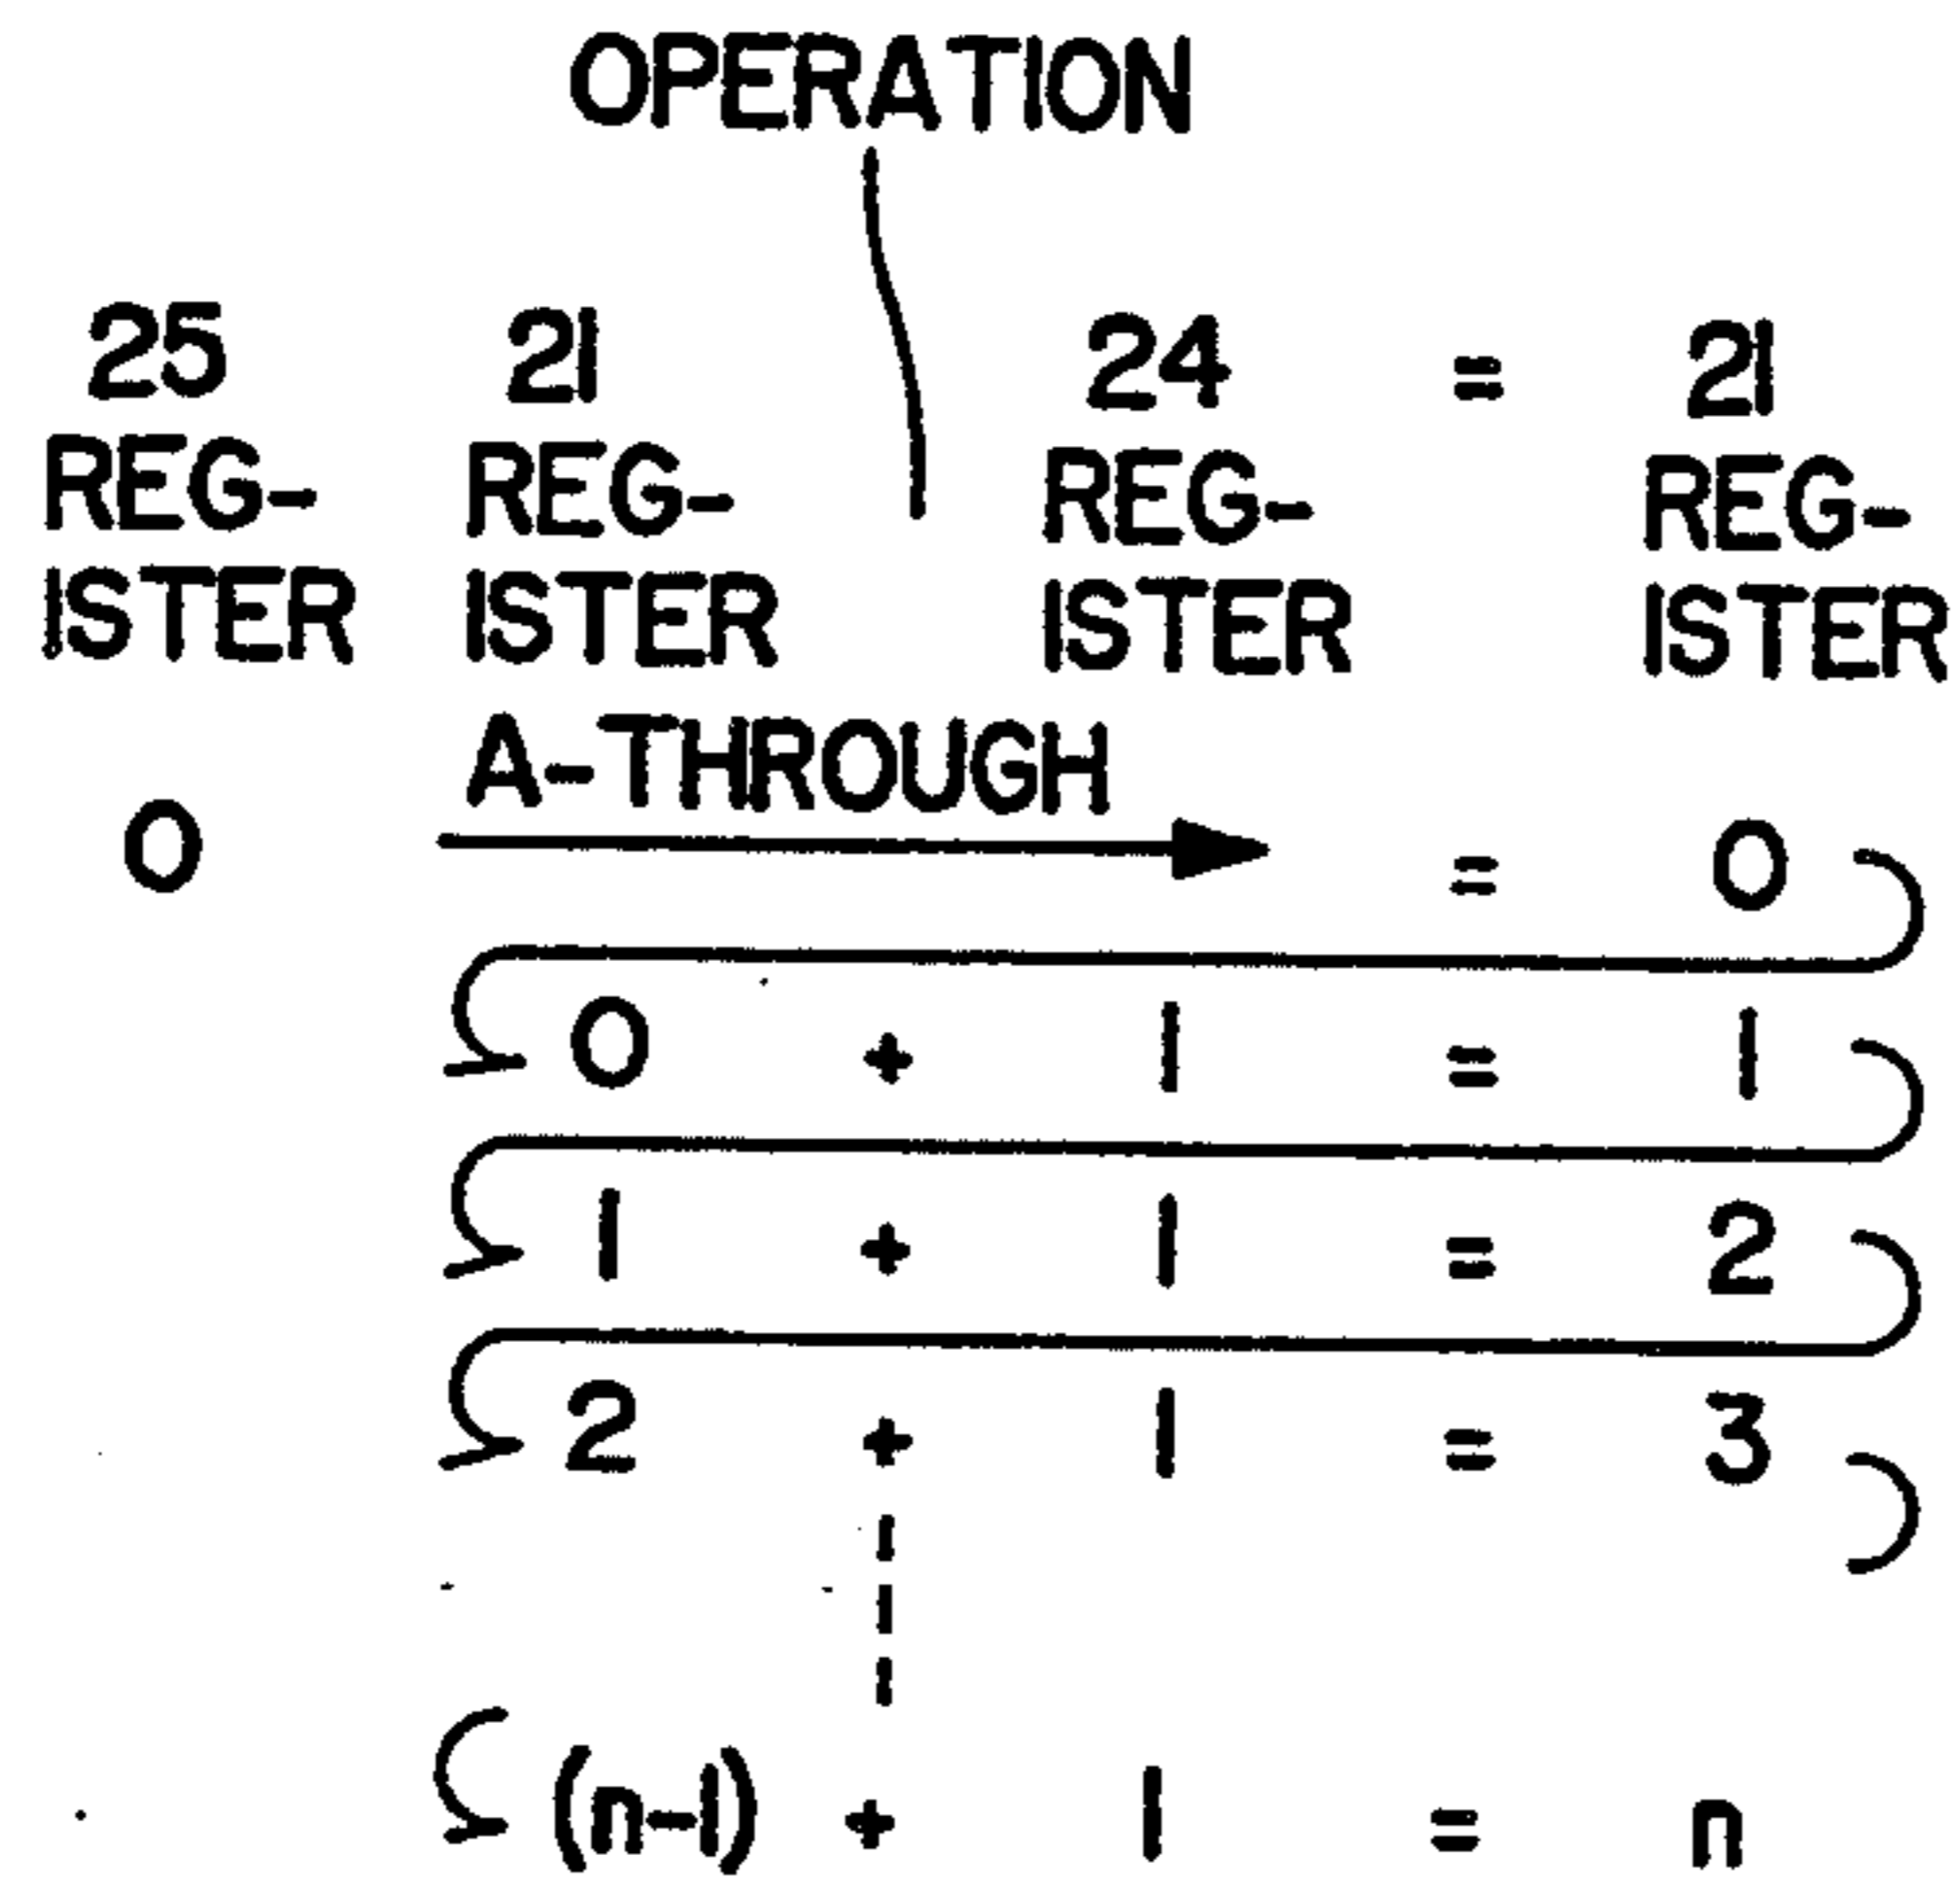 OPERATION
25 21 24 = 21
REG- REG- REG- REG-
ISTER ISTER ISTER ISTER
A-THROUGH
0 = 0
0 + 1 = 1
1 + 1 = 2
2 + 1 = 3
(n-1) + 1 = n